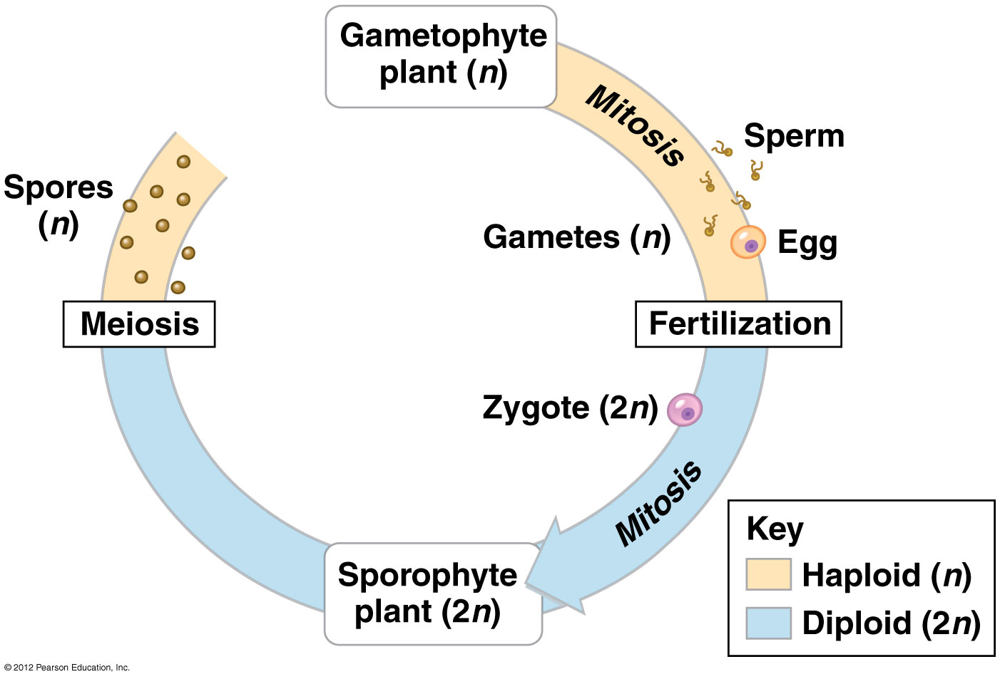 Gametophyte
plant (n)
Mitosis
Sperm
Spores
(n)
Gametes (n)
Egg
Meiosis
Fertilization
Zygote (2n)
Mitosis
Sporophyte
plant (2n)
Key
Haploid (n)
Diploid (2n)
© 2012 Pearson Education, Inc.